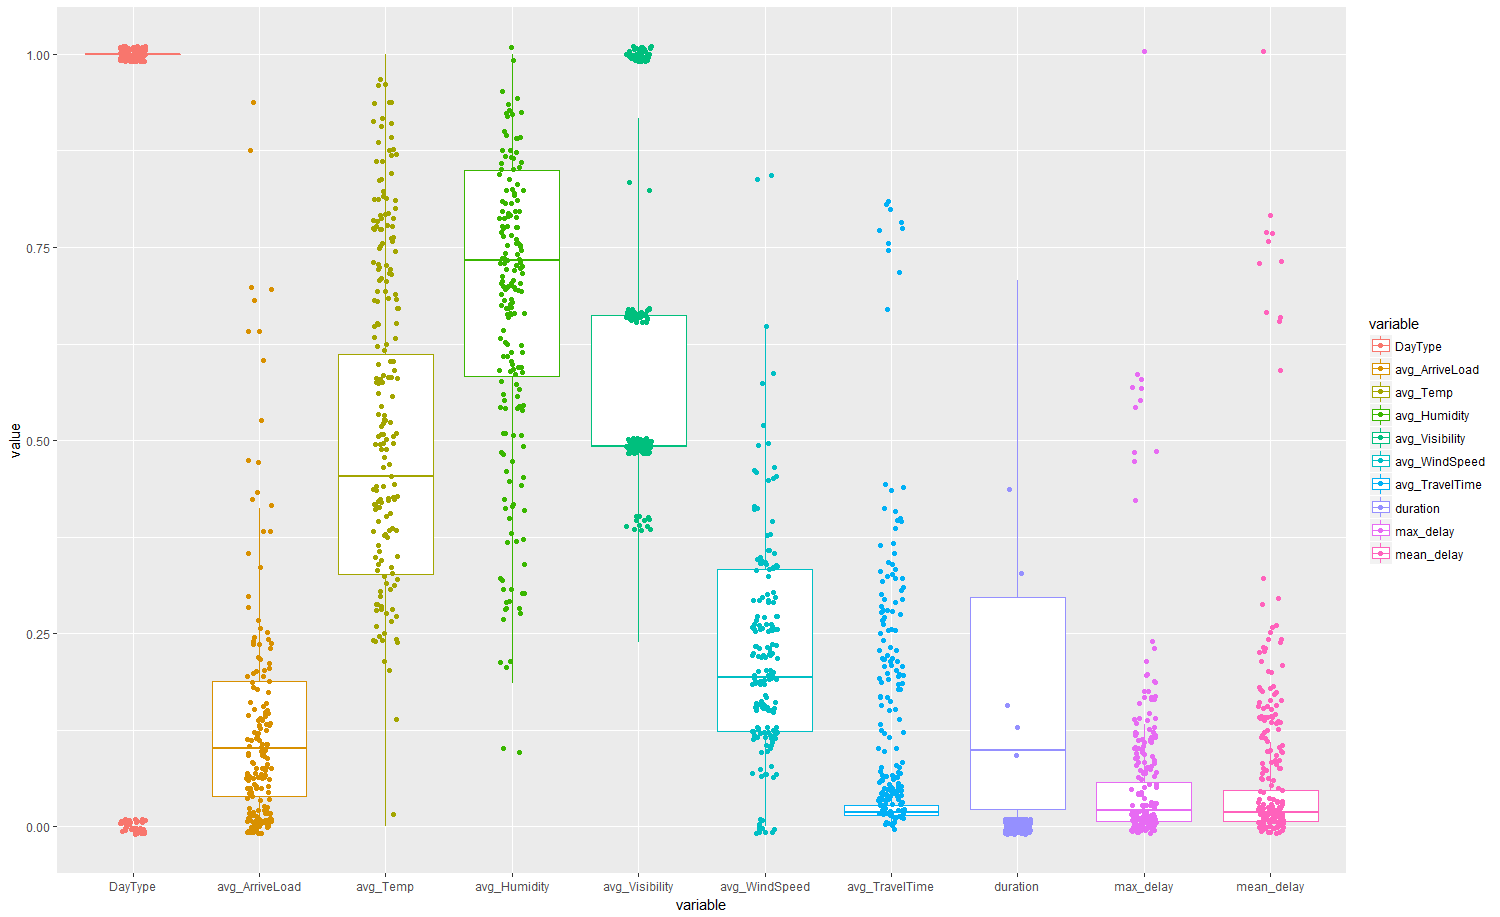 1.00
0.75
0.50
0.25
0.00
value
DayType avg_ArriveLoad avg_Temp avg_Humidity avg_Visibility avg_WindSpeed avg_TravelTime duration max_delay mean_delay
variable
variable
DayType
avg_ArriveLoad
avg_Temp
avg_Humidity
avg_Visibility
avg_WindSpeed
avg_TravelTime
duration
max_delay
mean_delay